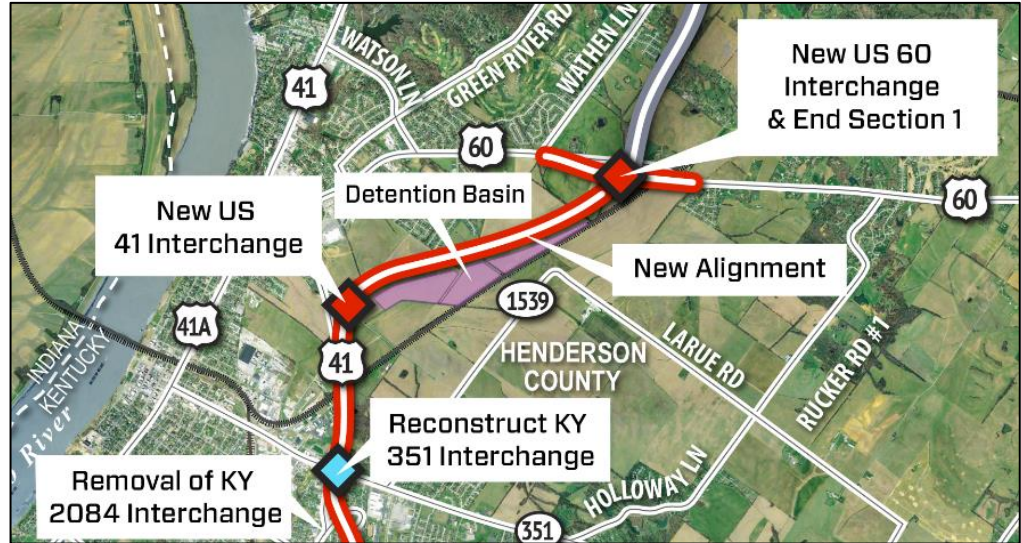 41
WATSON LN
GREEN RIVER RD
WATHEN LN
New US 60
Interchange
& End Section 1
60
Detention Basin
60
New US
41 Interchange
New Alignment
1539
41A
41
INDIANA
KENTUCKY
HENDERSON
COUNTY
LARUE RD
RUCKER RD #1
Reconstruct KY
351 Interchange
River
Removal of KY
2084 Interchange
HOLLOWAY LN
351